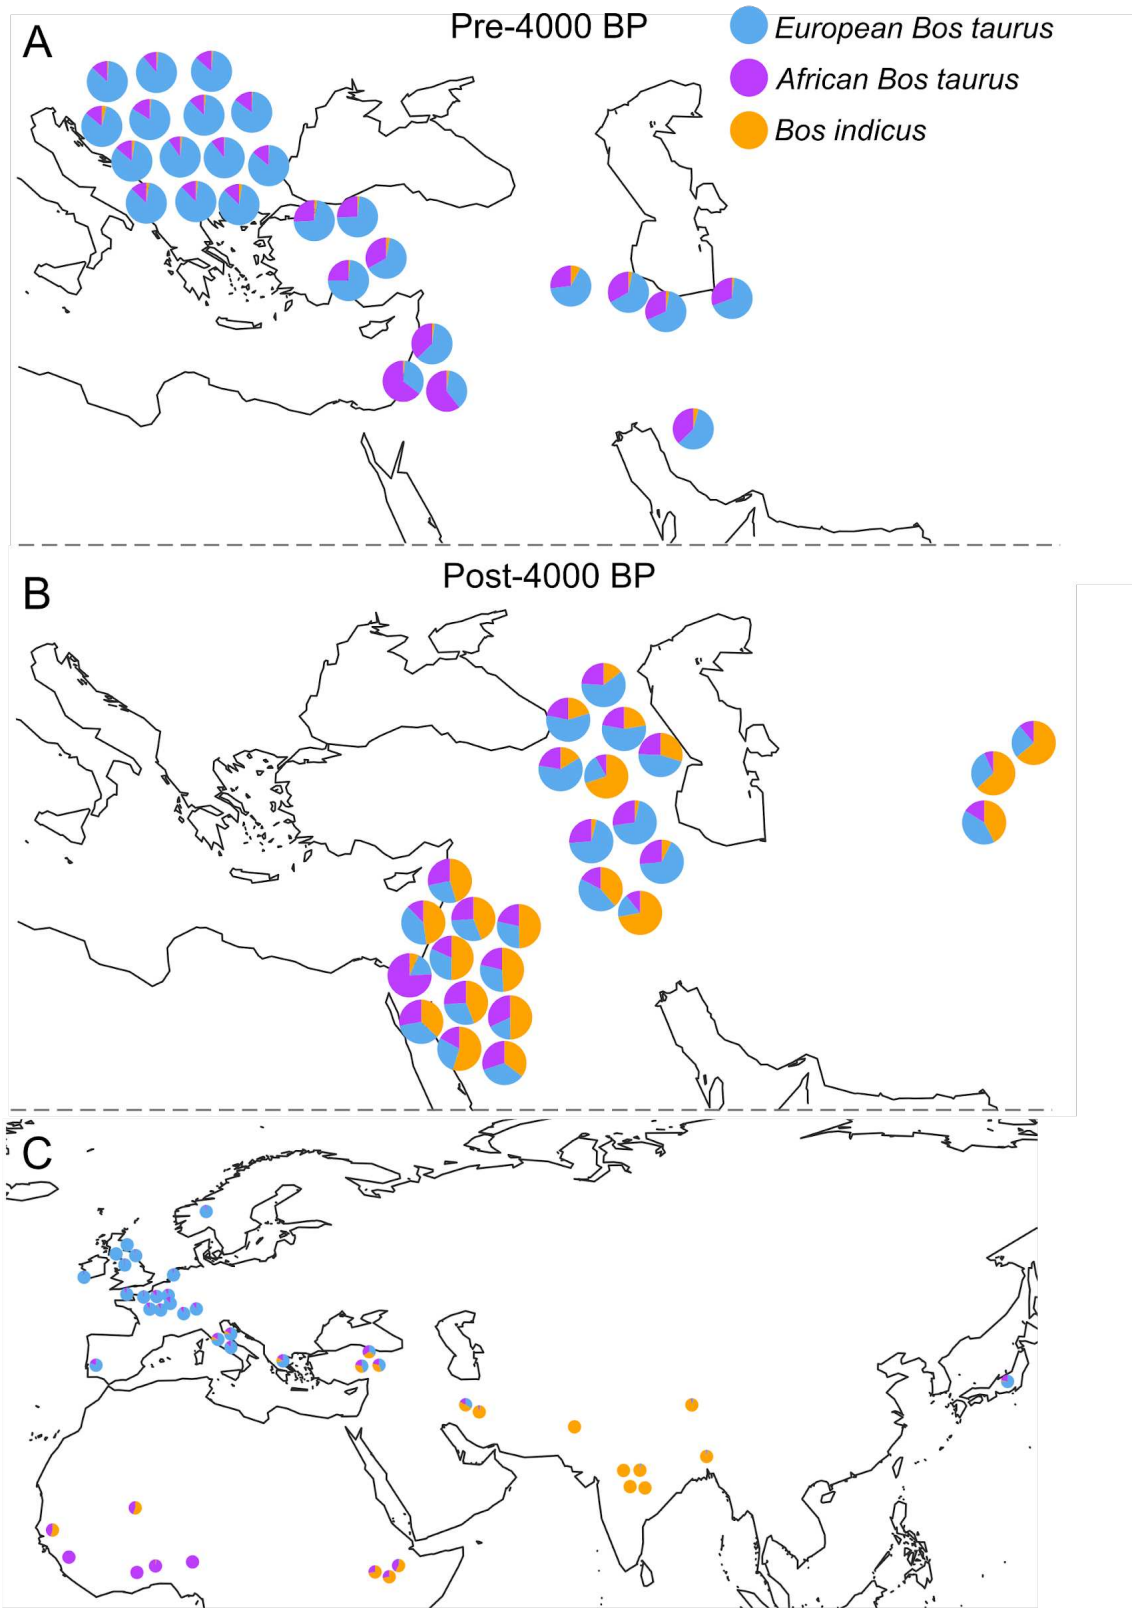 A
Pre-4000 BP
European Bos taurus
African Bos taurus
Bos indicus
B
Post-4000 BP
C